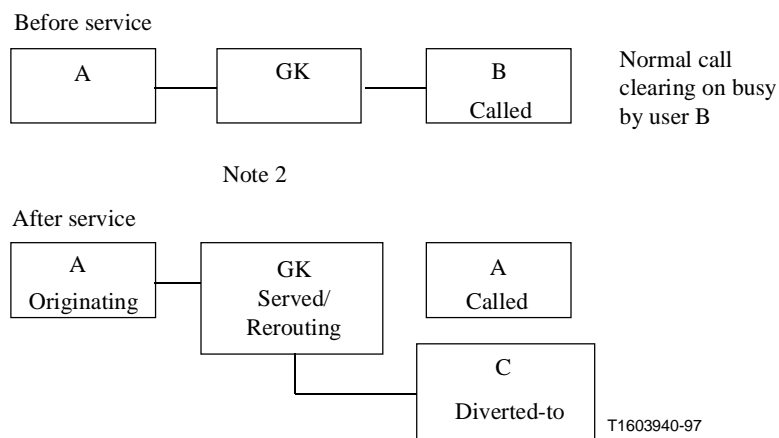 Before service
A
GK
B
Called
Normal call
clearing on busy
by user B
Note 2
After service
A
Originating
GK
Served/
Rerouting
A
Called
C
Diverted-to
T1603940-97